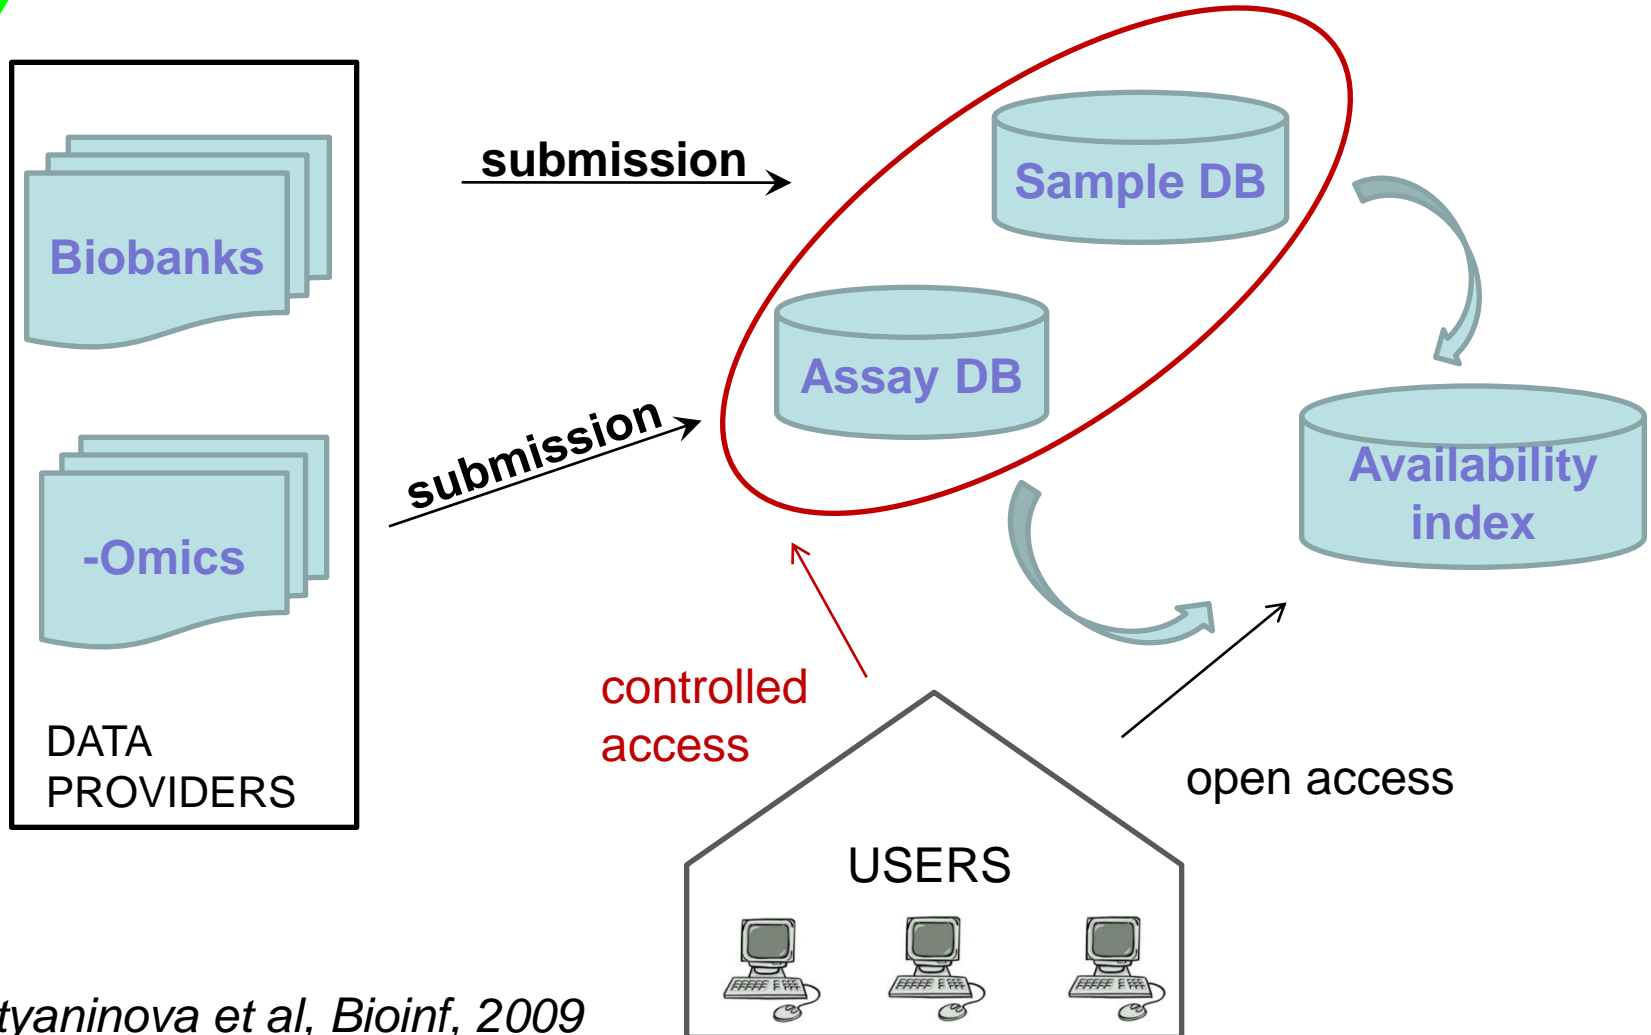 Biobanks
-Omics
DATA
PROVIDERS
submission
submission
Sample DB
Assay DB
Availability
index
controlled
access
open access
USERS
tyaninova et al, Bioinf, 2009